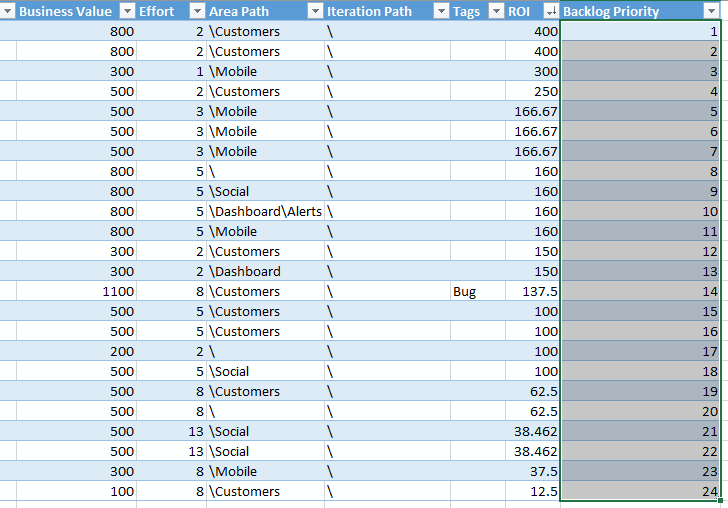 Business Value Effort Area Path Iteration Path Tags ROI Backlog Priority
800 2 \Customers \ 400 1
800 2 \Customers \ 400 2
300 1 \Mobile \ 300 3
500 2 \Customers \ 250 4
500 3 \Mobile \ 166.67 5
500 3 \Mobile \ 166.67 6
500 3 \Mobile \ 166.67 7
800 5 \ \ 160 8
800 5 \Social \ 160 9
800 5 \Dashboard\Alerts \ 160 10
800 5 \Mobile \ 160 11
300 2 \Customers \ 150 12
300 2 \Dashboard \ 150 13
1100 8 \Customers \ Bug 137.5 14
500 5 \Customers \ 100 15
500 5 \Customers \ 100 16
200 2 \ \ 100 17
500 5 \Social \ 100 18
500 8 \Customers \ 62.5 19
500 8 \ \ 62.5 20
500 13 \Social \ 38.462 21
500 13 \Social \ 38.462 22
300 8 \Mobile \ 37.5 23
100 8 \Customers \ 12.5 24